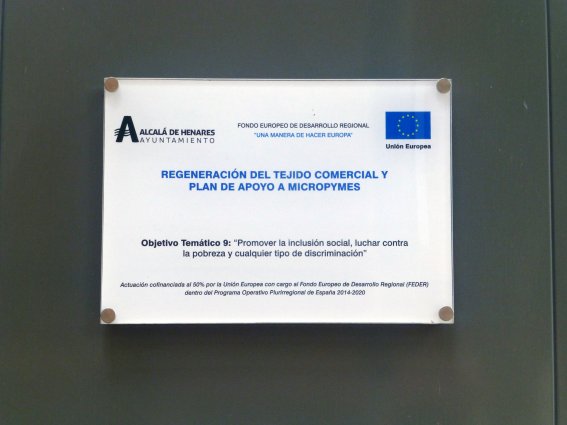 ALCALÁ DE HENARES
AYUNTAMIENTO
FONDO EUROPEO DE DESARROLLO REGIONAL
"UNA MANERA DE HACER EUROPA"
Unión Europea
REGENERACIÓN DEL TEJIDO COMERCIAL Y
PLAN DE APOYO A MICROPYMES
Objetivo Temático 9: "Promover la inclusión social, luchar contra
la pobreza y cualquier tipo de discriminación"
Actuación cofinanciada al 50% por la Unión Europea con cargo al Fondo Europeo de Desarrollo Regional (FEDER)
dentro del Programa Operativo Plurirregional de España 2014-2020